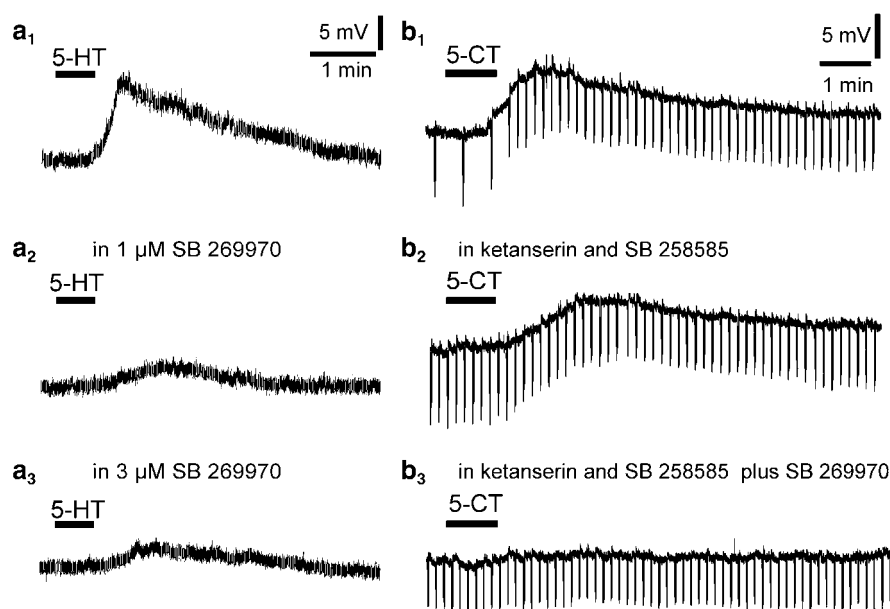 a1
5-HT
5 mV
1 min
b1
5-CT
5 mV
1 min
a2 in 1 µM SB 269970
5-HT
b2 in ketanserin and SB 258585
5-CT
a3 in 3 µM SB 269970
5-HT
b3 in ketanserin and SB 258585 plus SB 269970
5-CT